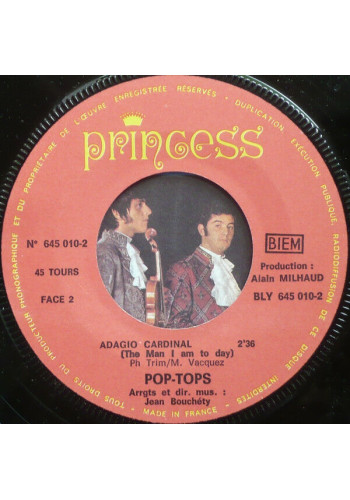 TOUS DROITS DU PRODUCTEUR PHONOGRAPHIQUE ET DU PROPRIETAIRE DE L'ŒUVRE ENREGISTRÉE RÉSERVÉS • DUPLICATION, EXÉCUTION PUBLIQUE, RADIODIFFUSION DE CE DISQUE INTERDITES
princess
N° 645 010-2
BIEM
45 TOURS
Production :
Alain MILHAUD
FACE 2
BLY 645 010-2
ADAGIO CARDINAL 2'36
(The Man I am to day)
Ph Trim/M. Vacquez
POP-TOPS
Arrgts et dir. mus. :
Jean Bouchéty
• MADE IN FRANCE •